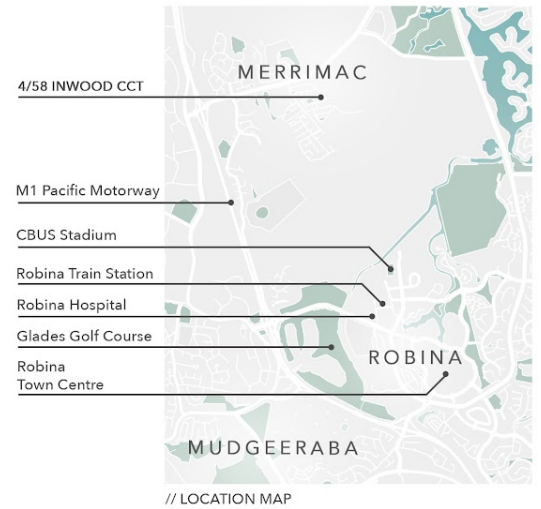 MERRIMAC
4/58 INWOOD CCT
M1 Pacific Motorway
CBUS Stadium
Robina Train Station
Robina Hospital
Glades Golf Course
ROBINA
Robina
Town Centre
MUDGEERABA
// LOCATION MAP